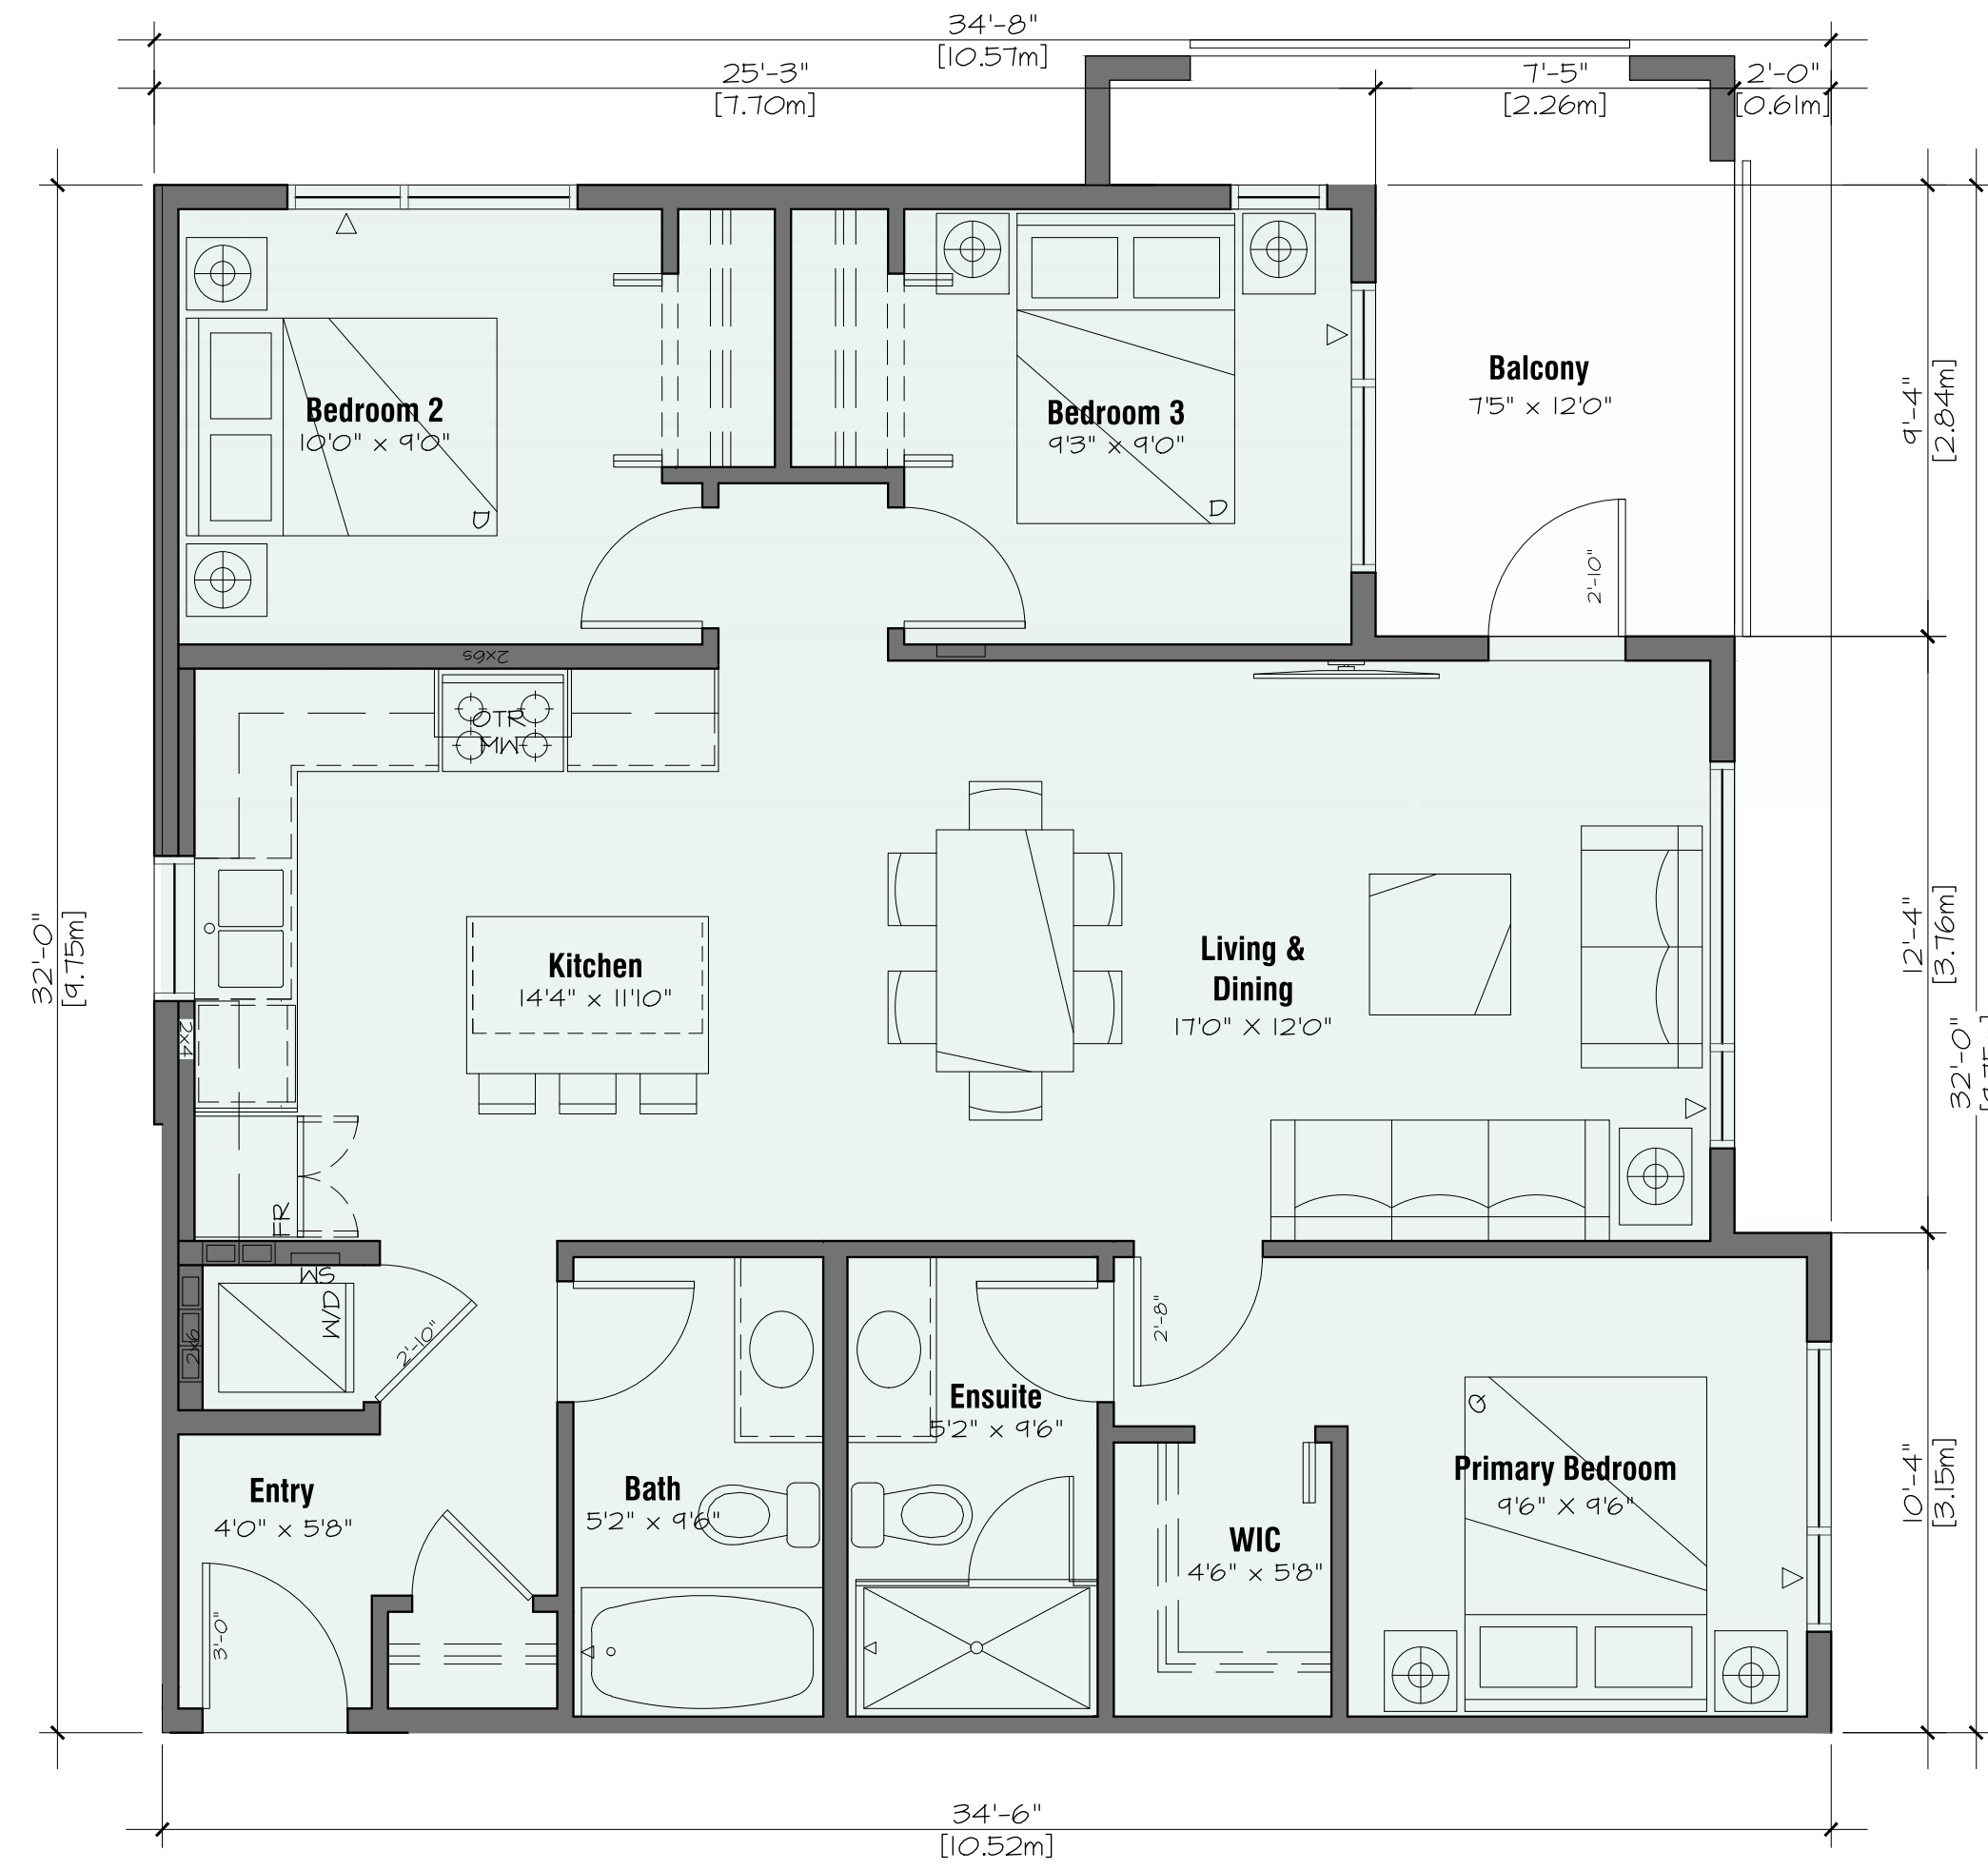 34'-8"
[10.57m]
25'-3"
[7.70m]
7'-5"
[2.26m]
2'-0"
[0.61m]
Bedroom 2
10'0" x 9'0"
D
Bedroom 3
9'3" x 9'0"
D
Balcony
7'5" x 12'0"
2'-10"
9'-4"
[2.84m]
2x6s
OTR
MW
32'-0"
[9.75m]
Kitchen
14'4" x 11'10"
Living &
Dining
17'0" X 12'0"
12'-4"
[3.76m]
32'-0"
2x4
FR
SM
W/D
2'-10"
2x6
2'-8"
Ensuite
5'2" x 9'6"
Q
Primary Bedroom
9'6" X 9'6"
10'-4"
[3.15m]
Entry
4'0" x 5'8"
Bath
5'2" x 9'6"
WIC
4'6" x 5'8"
3'-0"
34'-6"
[10.52m]